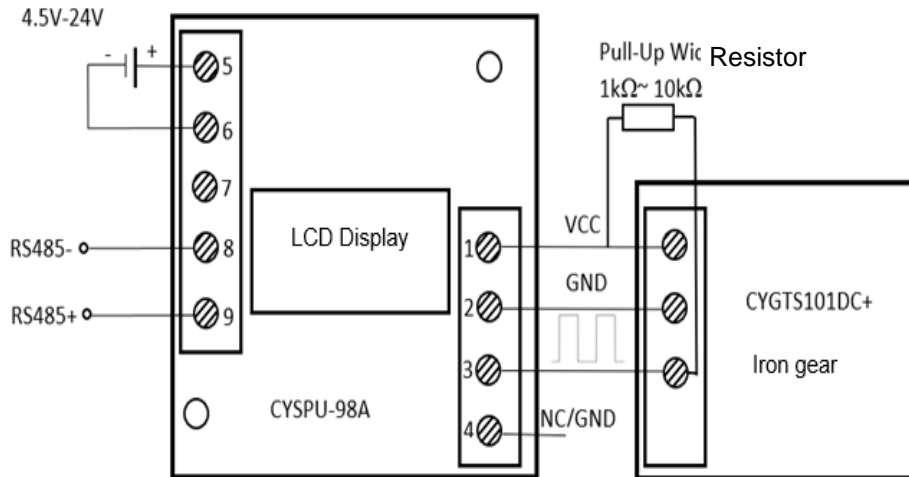 4.5V-24V
- +
5
6
7
8
9
RS485-
RS485+
LCD Display
CYSPU-98A
1
2
3
4
VCC
GND
NC/GND
Pull-Up Resistor
1kΩ~ 10kΩ
CYGTS101DC+
Iron gear